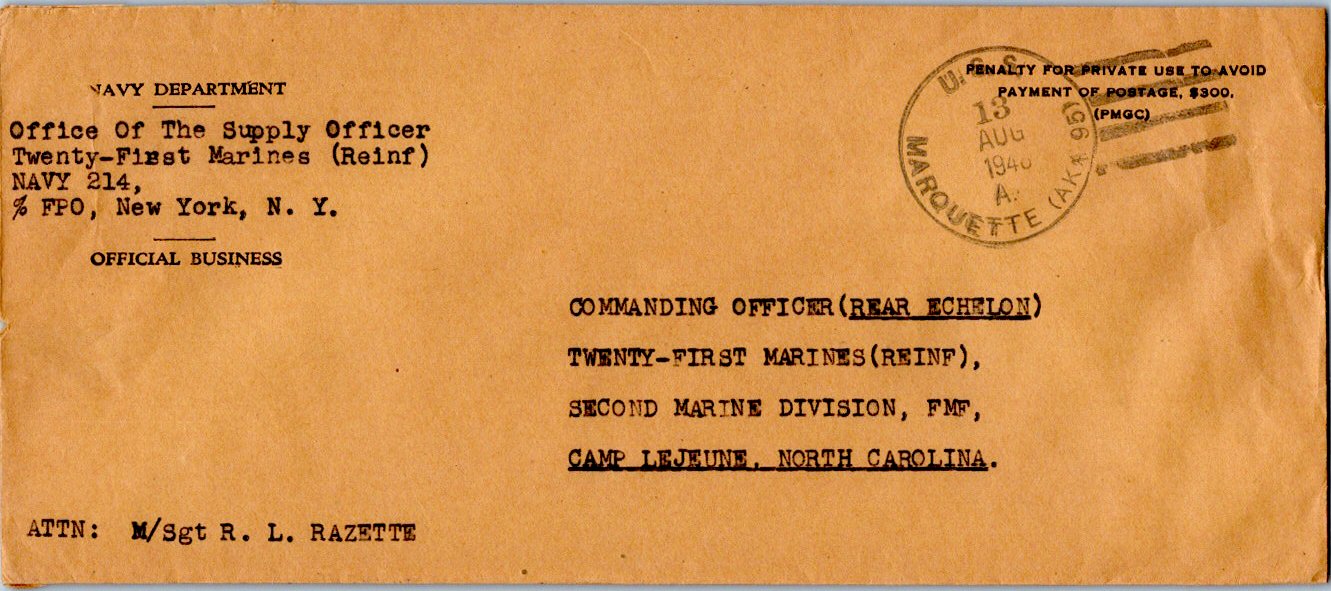 NAVY DEPARTMENT
Office Of The Supply Officer
Twenty-First Marines (Reinf)
NAVY 214,
% FPO, New York, N. Y.
OFFICIAL BUSINESS
U.S.S. MARQUETTE (AKA 95)
13
AUG
A.
PENALTY FOR PRIVATE USE TO AVOID
PAYMENT OF POSTAGE, $300.
(PMGC)
COMMANDING OFFICER(REAR ECHELON)
TWENTY-FIRST MARINES(REINF),
SECOND MARINE DIVISION, FMF,
CAMP LEJEUNE, NORTH CAROLINA.
ATTN: M/Sgt R. L. RAZETTE